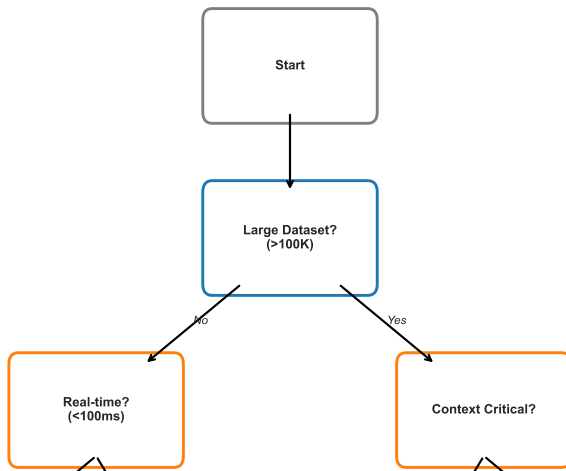 Start
Large Dataset?
(>100K)
No
Yes
Real-time?
(<100ms)
Context Critical?